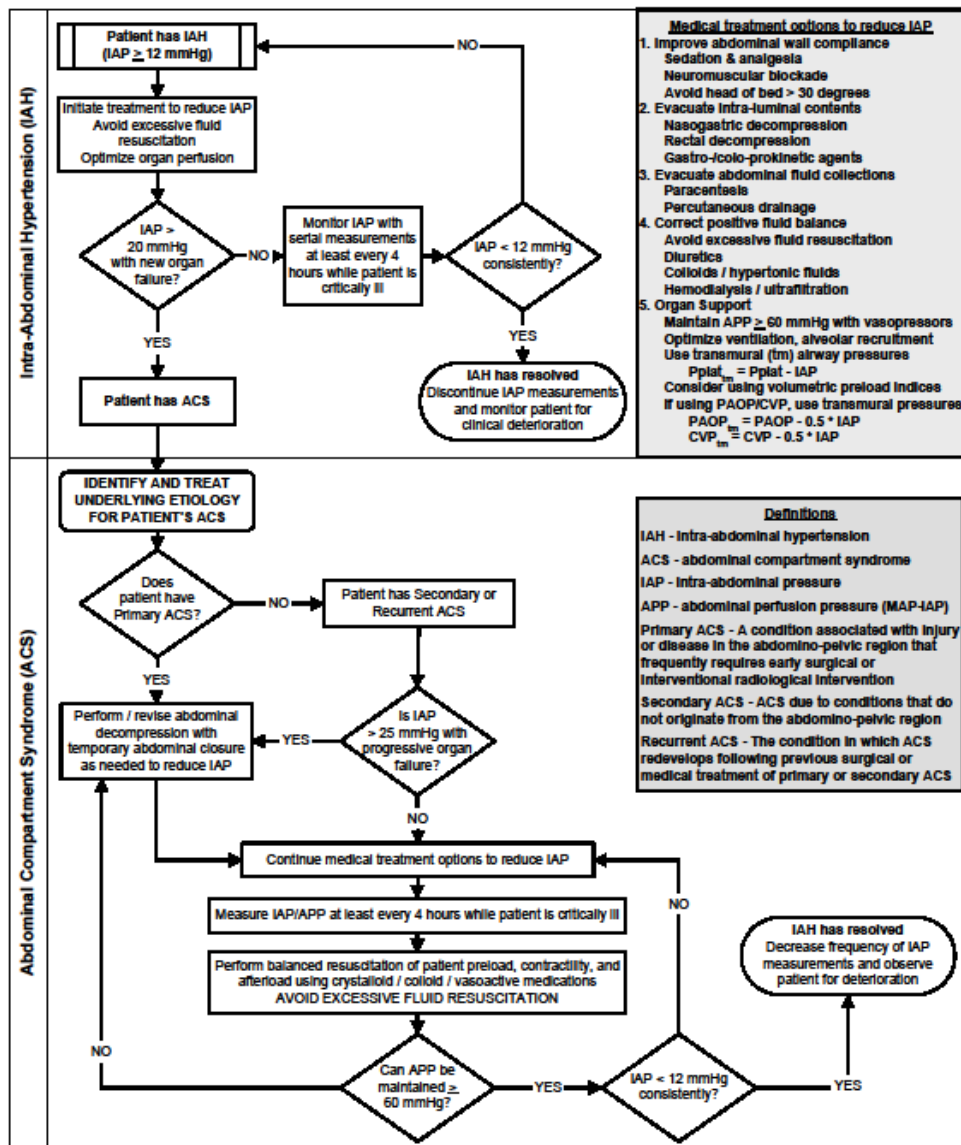 Intra-Abdominal Hypertension (IAH)
Patient has IAH
(IAP ≥ 12 mmHg)
NO
Initiate treatment to reduce IAP
Avoid excessive fluid
resuscitation
Optimize organ perfusion
IAP >
20 mmHg
with new organ
failure?
NO
Monitor IAP with
serial measurements
at least every 4
hours while patient is
critically ill
IAP < 12 mmHg
consistently?
YES
YES
Patient has ACS
IAH has resolved
Discontinue IAP measurements
and monitor patient for
clinical deterioration
Medical treatment options to reduce IAP
1. Improve abdominal wall compliance
Sedation & analgesia
Neuromuscular blockade
Avoid head of bed > 30 degrees
2. Evacuate intra-luminal contents
Nasogastric decompression
Rectal decompression
Gastro-/colo-prokinetic agents
3. Evacuate abdominal fluid collections
Paracentesis
Percutaneous drainage
4. Correct positive fluid balance
Avoid excessive fluid resuscitation
Diuretics
Colloids / hypertonic fluids
Hemodialysis / ultrafiltration
5. Organ Support
Maintain APP ≥ 60 mmHg with vasopressors
Optimize ventilation, alveolar recruitment
Use transmural (tm) airway pressures
Pplat tm = Pplat - IAP
Consider using volumetric preload indices
If using PAOP/CVP, use transmural pressures
PAOP tm = PAOP - 0.5 * IAP
CVP tm = CVP - 0.5 * IAP
Abdominal Compartment Syndrome (ACS)
IDENTIFY AND TREAT
UNDERLYING ETIOLOGY
FOR PATIENT'S ACS
Does
patient have
Primary ACS?
NO
Patient has Secondary or
Recurrent ACS
YES
Perform / revise abdominal
decompression with
temporary abdominal closure
as needed to reduce IAP
YES
Is IAP
> 25 mmHg with
progressive organ
failure?
NO
Continue medical treatment options to reduce IAP
Measure IAP/APP at least every 4 hours while patient is critically ill
Perform balanced resuscitation of patient preload, contractility, and
afterload using crystalloid / colloid / vasoactive medications
AVOID EXCESSIVE FLUID RESUSCITATION
NO
Can APP be
maintained ≥
60 mmHg?
YES
IAP < 12 mmHg
consistently?
NO
YES
IAH has resolved
Decrease frequency of IAP
measurements and observe
patient for deterioration
Definitions
IAH - intra-abdominal hypertension
ACS - abdominal compartment syndrome
IAP - intra-abdominal pressure
APP - abdominal perfusion pressure (MAP-IAP)
Primary ACS - A condition associated with injury
or disease in the abdomino-pelvic region that
frequently requires early surgical or
interventional radiological intervention
Secondary ACS - ACS due to conditions that do
not originate from the abdomino-pelvic region
Recurrent ACS - The condition in which ACS
redevelops following previous surgical or
medical treatment of primary or secondary ACS